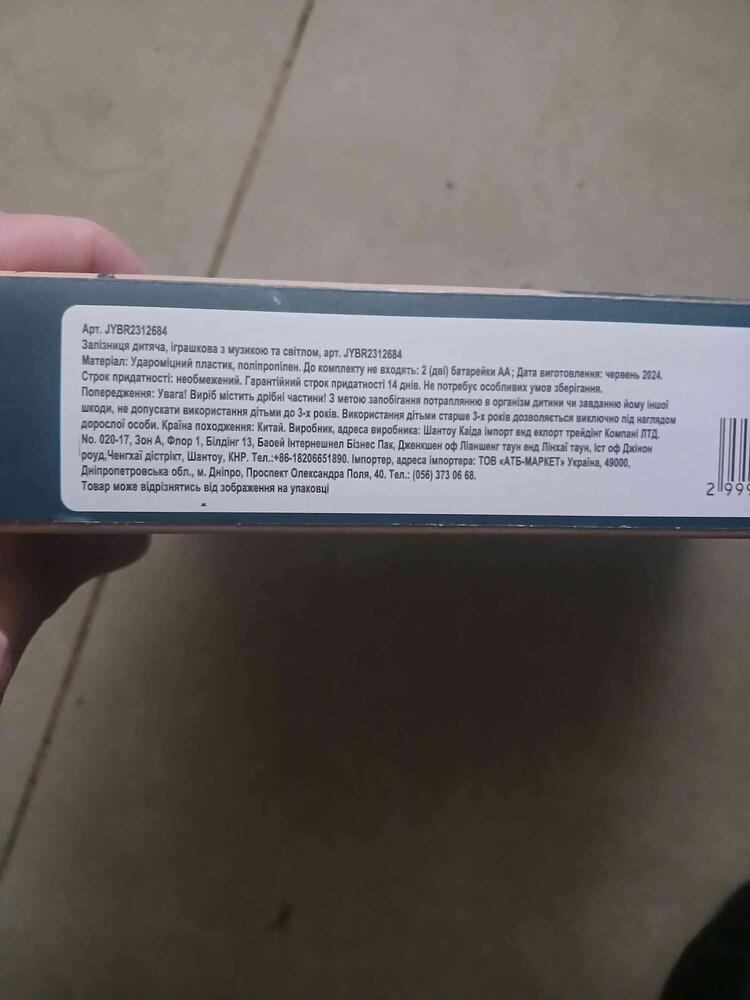 Арт. JYBR2312684
Залізниця дитяча, іграшкова з музикою та світлом, арт. JYBR2312684
Матеріал: Удароміцний пластик, поліпропілен. До комплекту не входять: 2 (дві) батарейки АА; Дата виготовлення: червень 2024.
Строк придатності: необмежений. Гарантійний строк придатності 14 днів. Не потребує особливих умов зберігання.
Попередження: Увага! Виріб містить дрібні частини! З метою запобігання потраплянню в організм дитини чи завданню йому іншої
шкоди, не допускати використання дітьми до 3-х років. Використання дітьми старше 3-х років дозволяється виключно під наглядом
дорослої особи. Країна походження: Китай. Виробник, адреса виробника: Шантоу Каіда імпорт енд експорт трейдінг Компані ЛТД.
No. 020-17, Зон А, Флор 1, Білдінг 13, Баоей Інтернешнел Бізнес Пак, Дженкшен оф Ліаншенг таун енд Лінхаї таун, Іст оф Джінон
роуд,Ченгхаї дістрікт, Шантоу, КНР. Тел.:+86-18206651890. Імпортер, адреса імпортера: ТОВ «АТБ-МАРКЕТ» Україна, 49000,
Дніпропетровська обл., м. Дніпро, Проспект Олександра Поля, 40. Тел.: (056) 373 06 68.
Товар може відрізнятись від зображення на упаковці
2 999